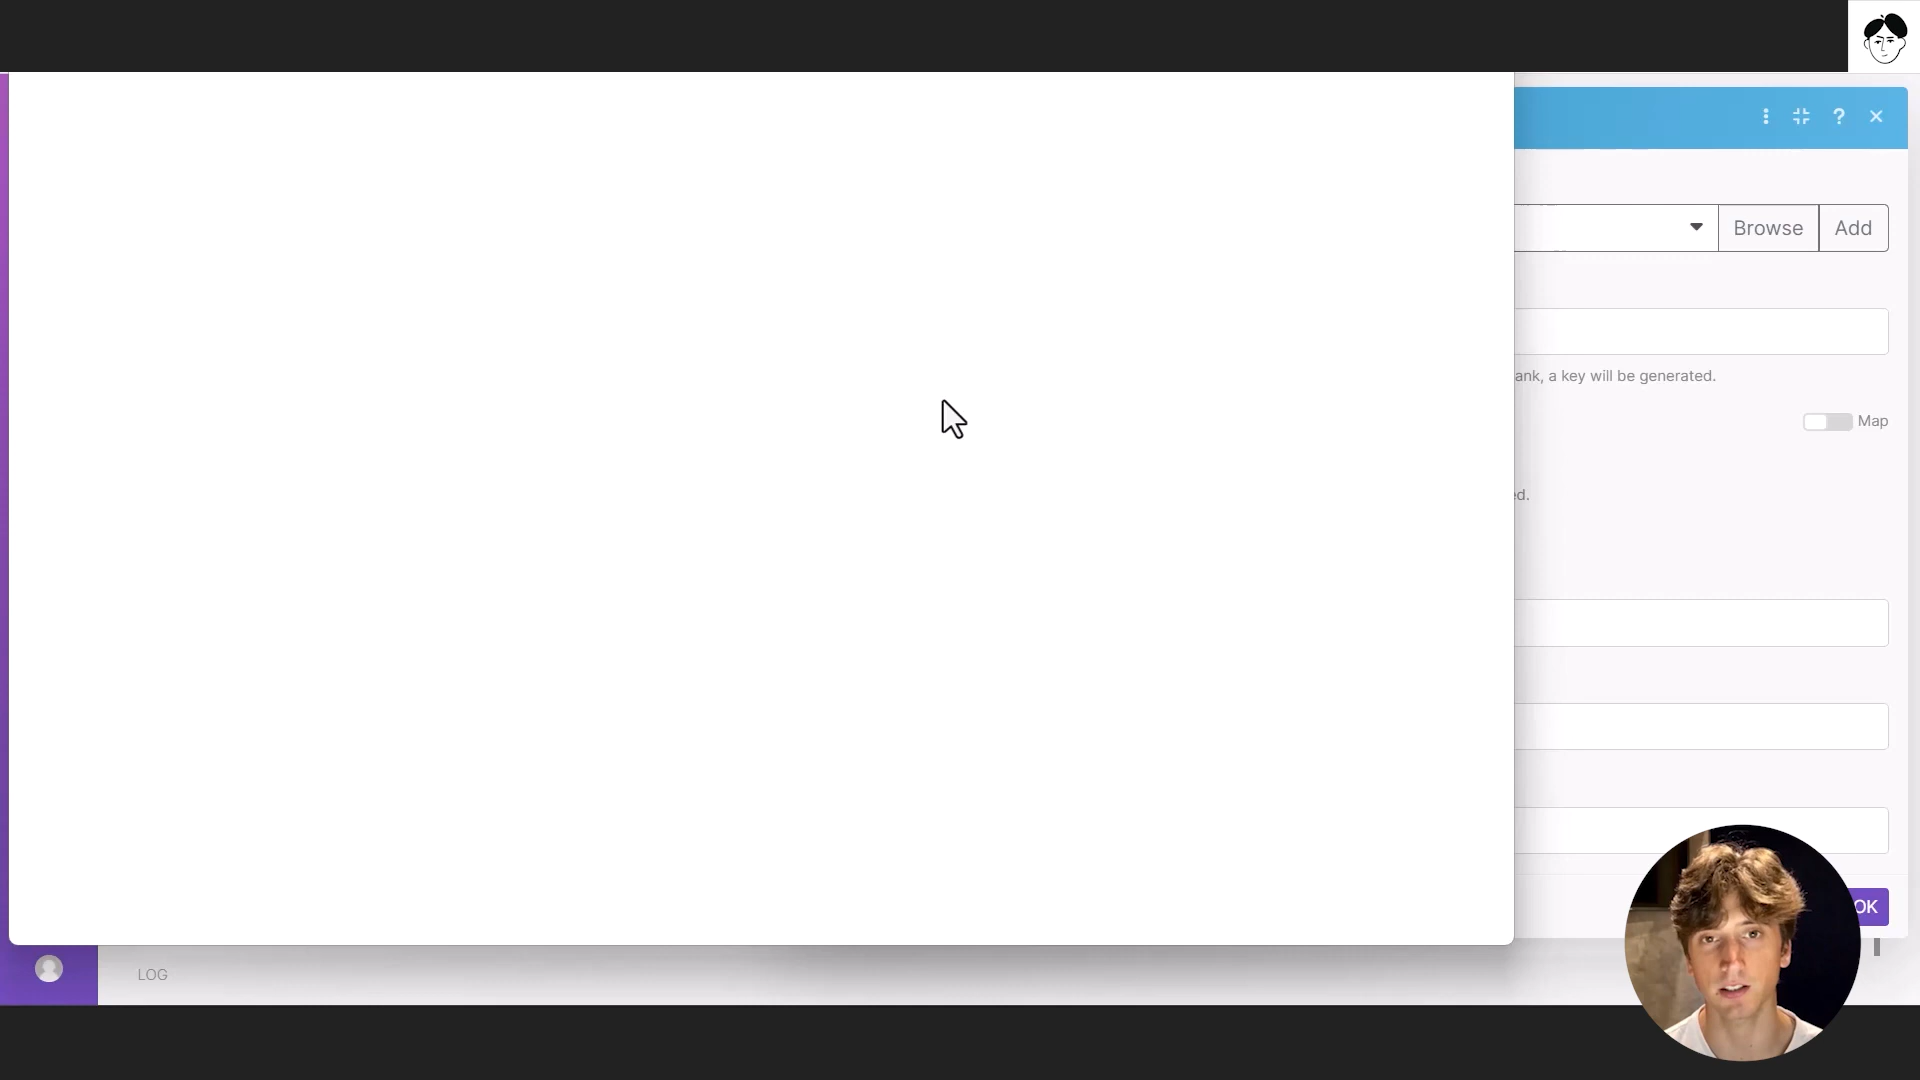 Browse
Add
ank, a key will be generated.
Map
ed.
OK
LOG